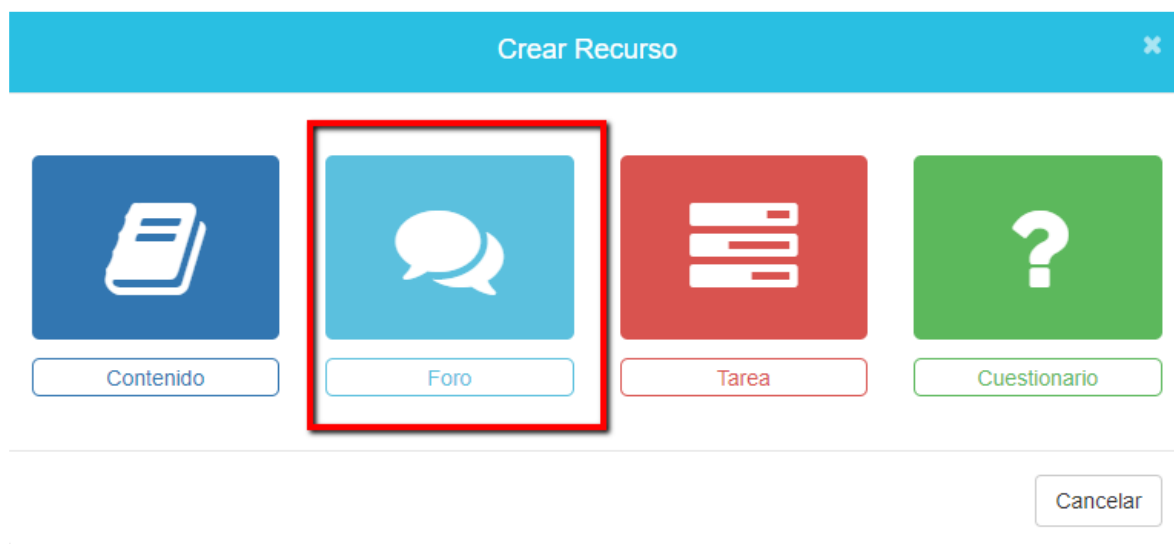 Crear Recurso
Contenido
Foro
Tarea
Cuestionario
Cancelar